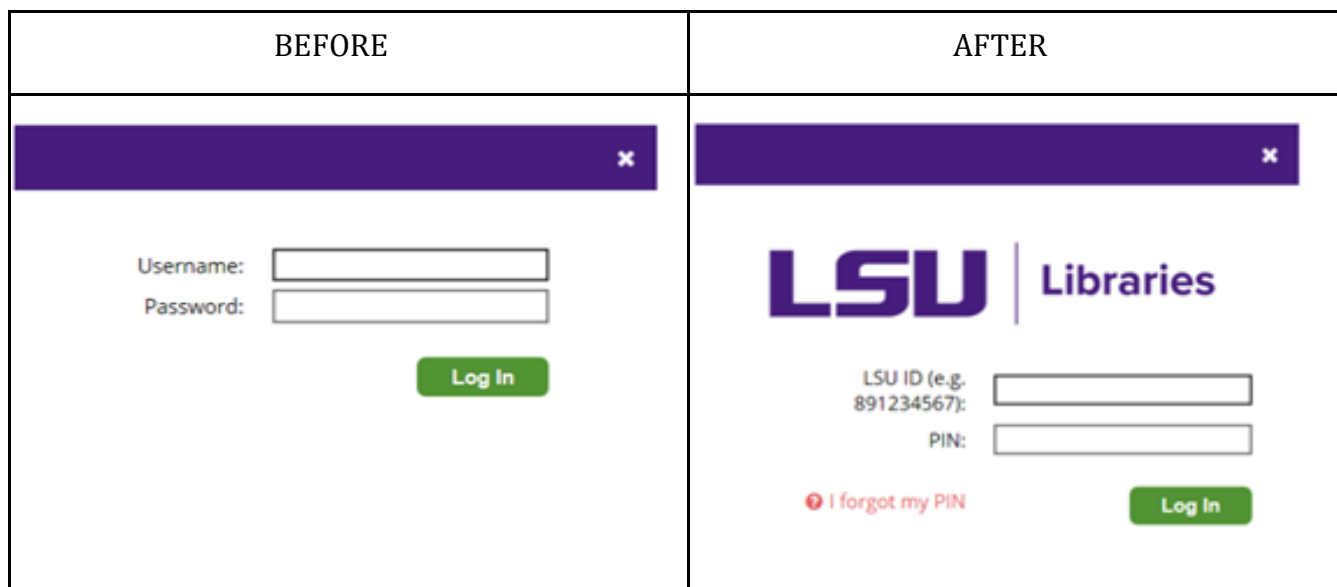 BEFORE
AFTER
Username:
Password:
Log In
LSU Libraries
LSU ID (e.g.
891234567):
PIN:
I forgot my PIN
Log In